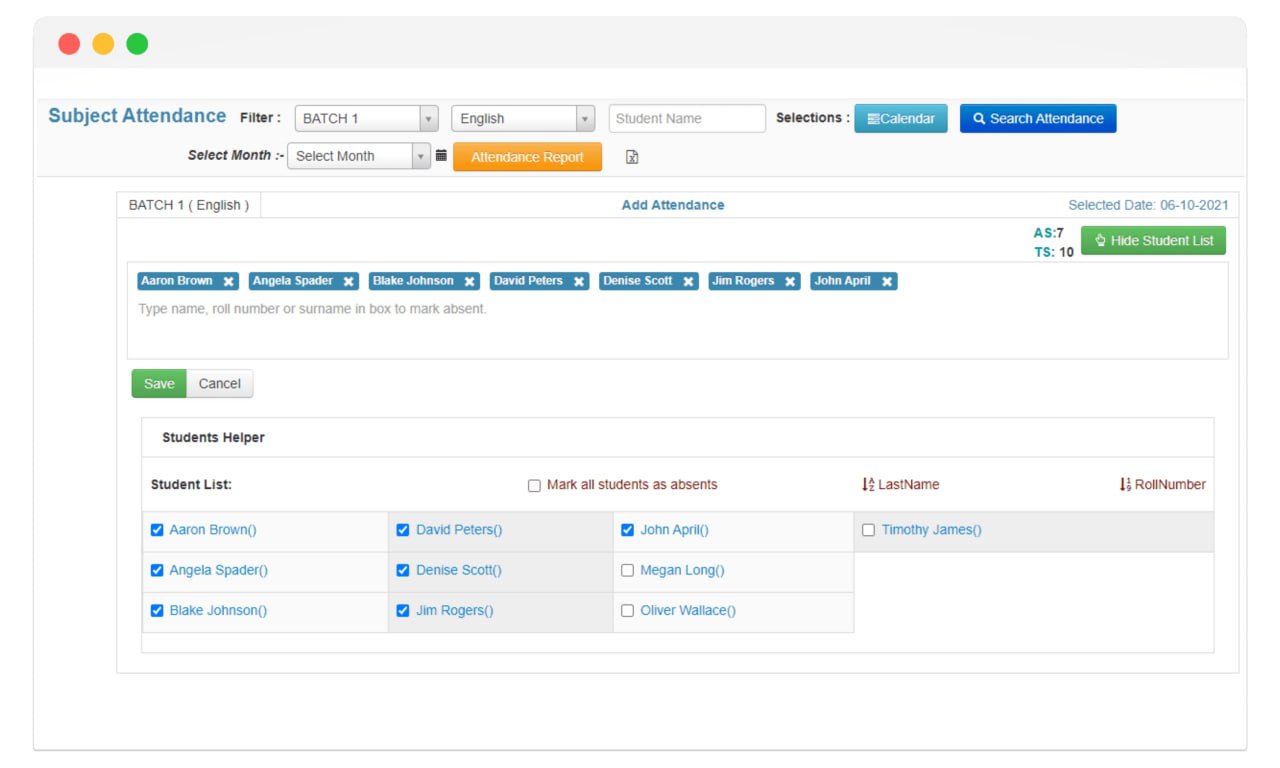 Subject Attendance Filter : BATCH 1 English Student Name Selections : Calendar Search Attendance
Select Month :- Select Month Attendance Report
BATCH 1 ( English ) Add Attendance Selected Date: 06-10-2021
AS:7
TS: 10
Hide Student List
Aaron Brown Angela Spader Blake Johnson David Peters Denise Scott Jim Rogers John April
Type name, roll number or surname in box to mark absent.
Save Cancel
Students Helper
Student List: Mark all students as absents LastName RollNumber
Aaron Brown() David Peters() John April() Timothy James()
Angela Spader() Denise Scott() Megan Long()
Blake Johnson() Jim Rogers() Oliver Wallace()